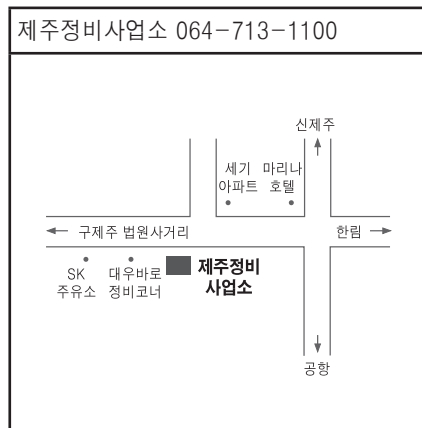 제주정비사업소 064-713-1100
신제주
세기
아파트
마리나
호텔
구제주 법원사거리
한림
SK
주유소
대우바로
정비코너
제주정비
사업소
공항